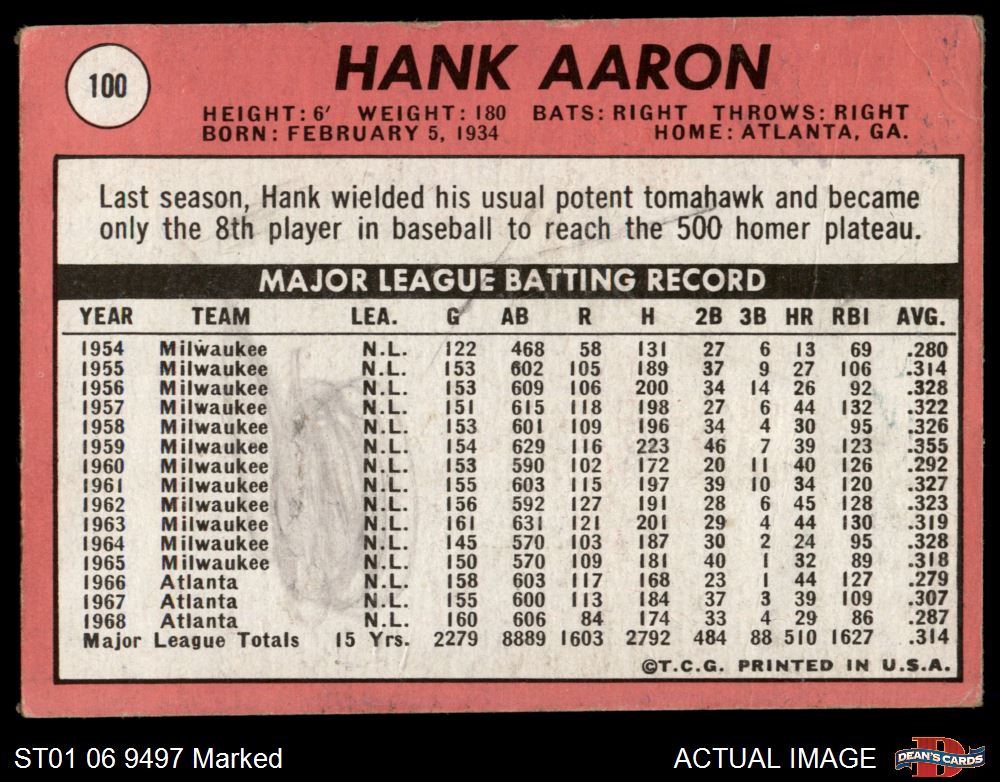 100
HANK AARON
HEIGHT: 6' WEIGHT: 180 BATS: RIGHT THROWS: RIGHT
BORN: FEBRUARY 5, 1934 HOME: ATLANTA, GA.
Last season, Hank wielded his usual potent tomahawk and became
only the 8th player in baseball to reach the 500 homer plateau.
MAJOR LEAGUE BATTING RECORD
YEAR TEAM LEA. G AB R H 2B 3B HR RBI AVG.
1954 Milwaukee N.L. 122 468 58 131 27 6 13 69 .280
1955 Milwaukee N.L. 153 602 105 189 37 9 27 106 .314
1956 Milwaukee N.L. 153 609 106 200 34 14 26 92 .328
1957 Milwaukee N.L. 151 615 118 198 27 6 44 132 .322
1958 Milwaukee N.L. 153 601 109 196 34 4 30 95 .326
1959 Milwaukee N.L. 154 629 116 223 46 7 39 123 .355
1960 Milwaukee N.L. 153 590 102 172 20 11 40 126 .292
1961 Milwaukee N.L. 155 603 115 197 39 10 34 120 .327
1962 Milwaukee N.L. 156 592 127 191 28 6 45 128 .323
1963 Milwaukee N.L. 161 631 121 201 29 4 44 130 .319
1964 Milwaukee N.L. 145 570 103 187 30 2 24 95 .328
1965 Milwaukee N.L. 150 570 109 181 40 1 32 89 .318
1966 Atlanta N.L. 158 603 117 168 23 1 44 127 .279
1967 Atlanta N.L. 155 600 113 184 37 3 39 109 .307
1968 Atlanta N.L. 160 606 84 174 33 4 29 86 .287
Major League Totals 15 Yrs. 2279 8889 1603 2792 484 88 510 1627 .314
©T.C.G. PRINTED IN U.S.A.
ST01 06 9497 Marked ACTUAL IMAGE D DEAN'S CARDS